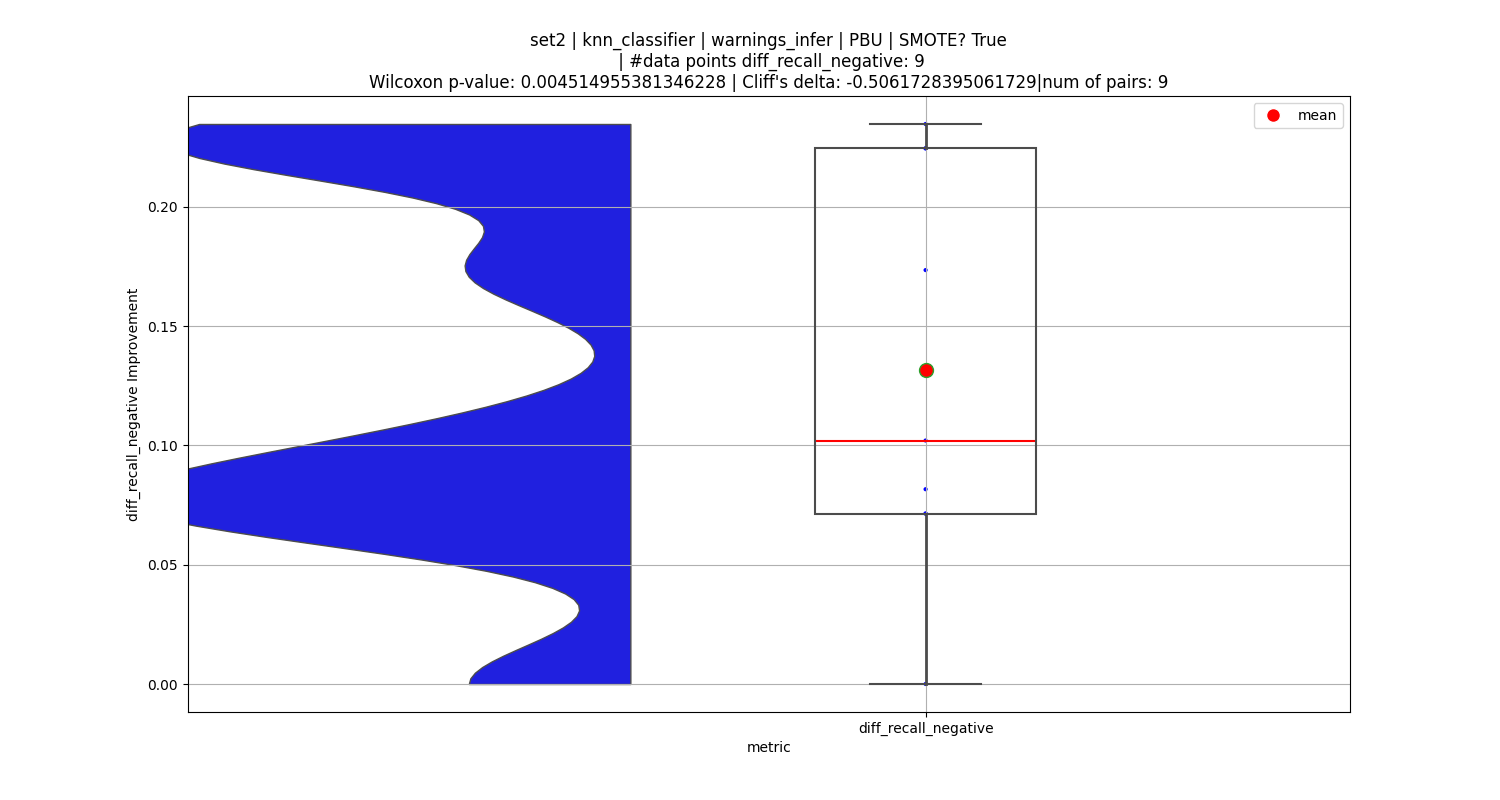 set2 | knn_classifier | warnings_infer | PBU | SMOTE? True
| #data points diff_recall_negative: 9
Wilcoxon p-value: 0.004514955381346228 | Cliff's delta: -0.5061728395061729|num of pairs: 9
mean
diff_recall_negative Improvement
0.20
0.15
0.10
0.05
0.00
diff_recall_negative
metric